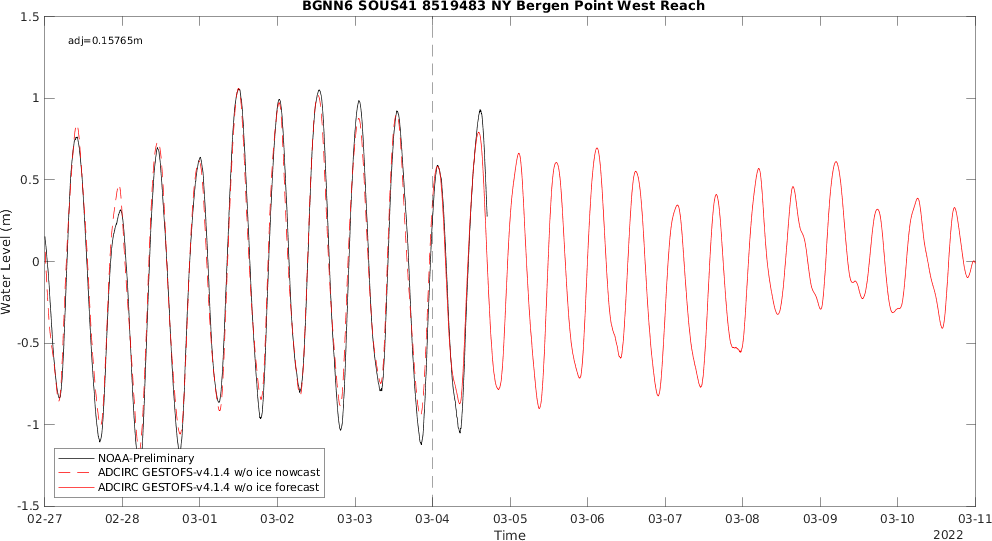 BGNN6 SOUS41 8519483 NY Bergen Point West Reach
adj=0.15765m
1.5
1
0.5
0
-0.5
-1
-1.5
Water Level (m)
NOAA-Preliminary
ADCIRC GESTOFS-v4.1.4 w/o ice nowcast
ADCIRC GESTOFS-v4.1.4 w/o ice forecast
02-27 02-28 03-01 03-02 03-03 03-04 03-05 03-06 03-07 03-08 03-09 03-10 03-11
Time
2022